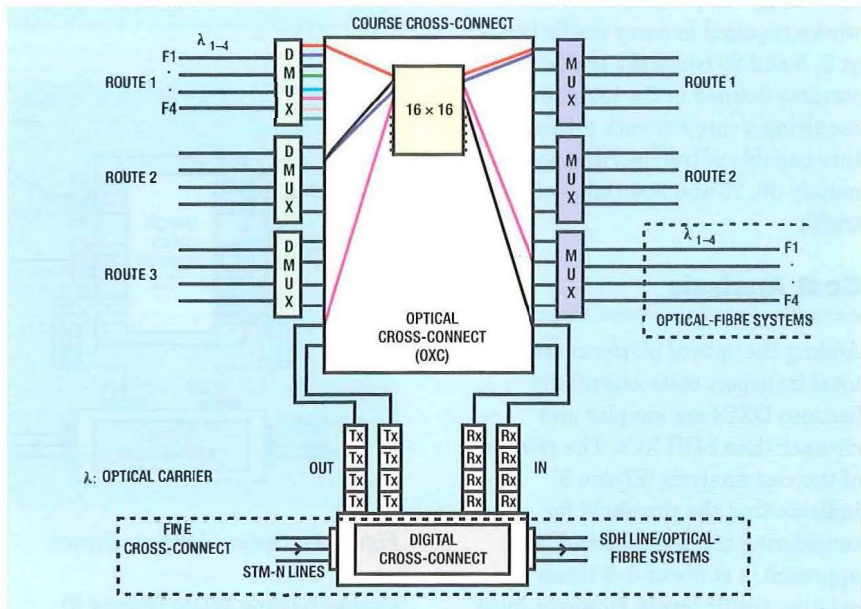 COURSE CROSS-CONNECT
λ1–4
F1
ROUTE 1
F4
D
M
U
X
16 × 16
M
U
X
ROUTE 1
ROUTE 2
D
M
U
X
M
U
X
ROUTE 2
ROUTE 3
D
M
U
X
M
U
X
λ1–4
F1
F4
OPTICAL-FIBRE SYSTEMS
OPTICAL
CROSS-CONNECT
(OXC)
OUT
Tx Tx
Tx Tx
Tx Tx
Tx Tx
Rx Rx
Rx Rx
Rx Rx
Rx Rx
IN
λ: OPTICAL CARRIER
FINE
CROSS-CONNECT
STM-N LINES
DIGITAL
CROSS-CONNECT
SDH LINE/OPTICAL-
FIBRE SYSTEMS